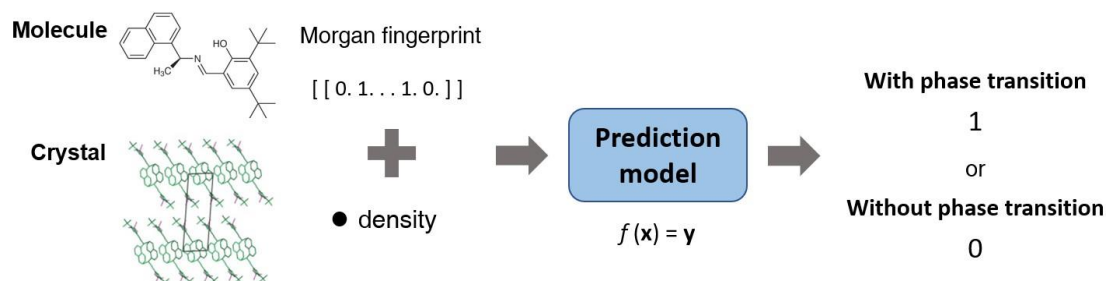 Molecule
HO
N
H₃C
Morgan fingerprint
[ [ 0. 1. . . 1. 0. ] ]
Crystal
● density
Prediction
model
f (x) = y
With phase transition
1
or
Without phase transition
0